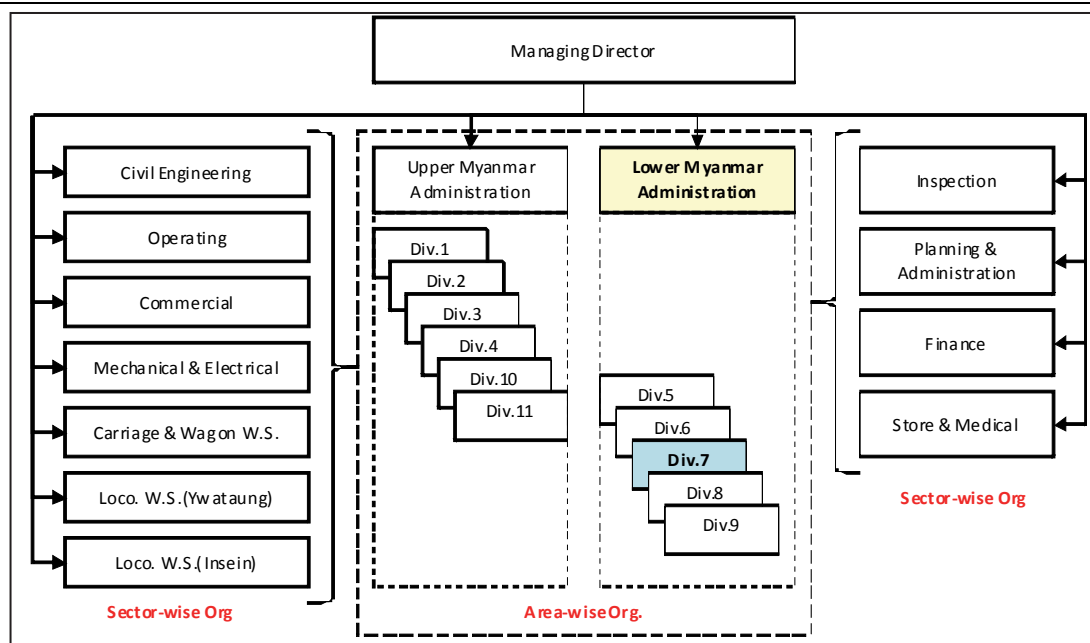 Managing Director
Civil Engineering
Operating
Commercial
Mechanical & Electrical
Carriage & Wagon W.S.
Loco. W.S.(Ywataung)
Loco. W.S.(Insein)
Sector-wise Org
Upper Myanmar
Administration
Div.1
Div.2
Div.3
Div.4
Div.10
Div.11
Lower Myanmar
Administration
Div.5
Div.6
Div.7
Div.8
Div.9
Area-wise Org.
Inspection
Planning &
Administration
Finance
Store & Medical
Sector-wise Org